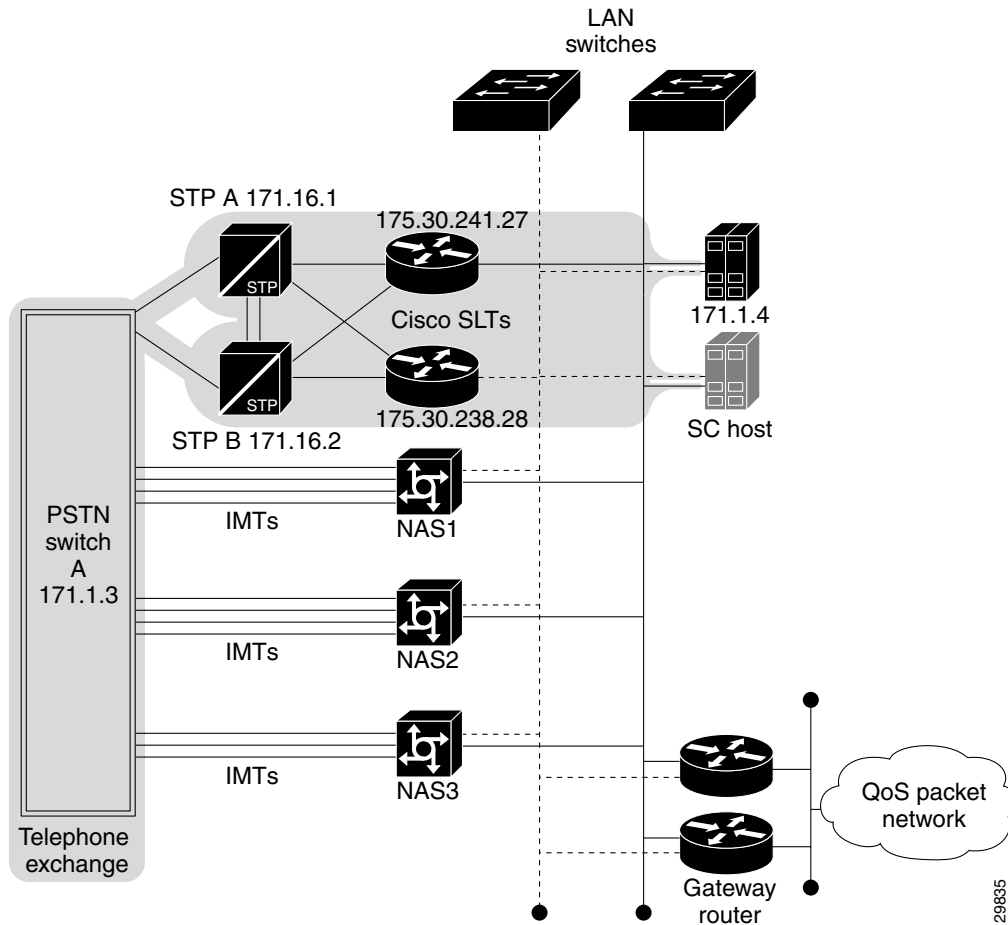 LAN
switches
STP A 171.16.1
175.30.241.27
STP
Cisco SLTs
171.1.4
STP
175.30.238.28
SC host
STP B 171.16.2
PSTN
switch
A
171.1.3
IMTs
NAS1
IMTs
NAS2
IMTs
NAS3
QoS packet
network
Telephone
exchange
Gateway
router
29835